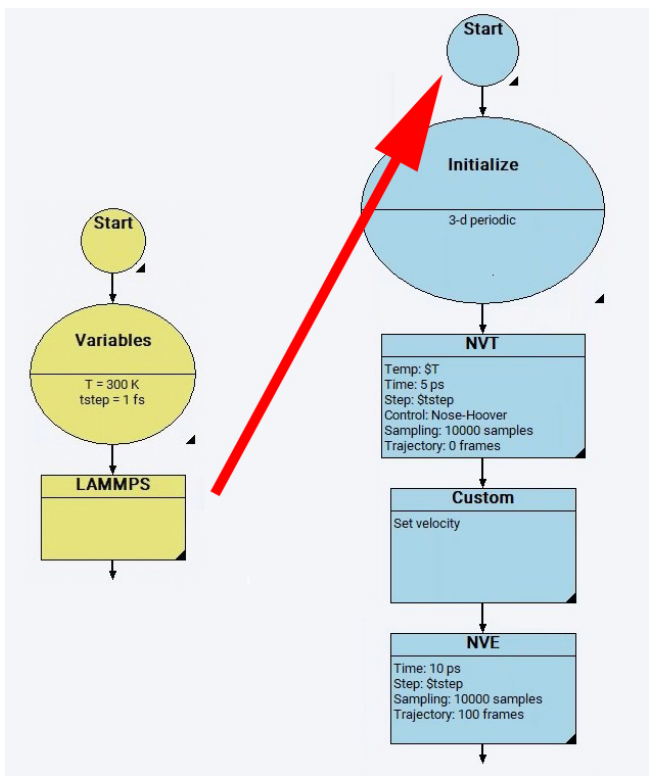 Start
Variables
T = 300 K
tstep = 1 fs
LAMMPS
Start
Initialize
3-d periodic
NVT
Temp: $T
Time: 5 ps
Step: $tstep
Control: Nose-Hoover
Sampling: 10000 samples
Trajectory: 0 frames
Custom
Set velocity
NVE
Time: 10 ps
Step: $tstep
Sampling: 10000 samples
Trajectory: 100 frames